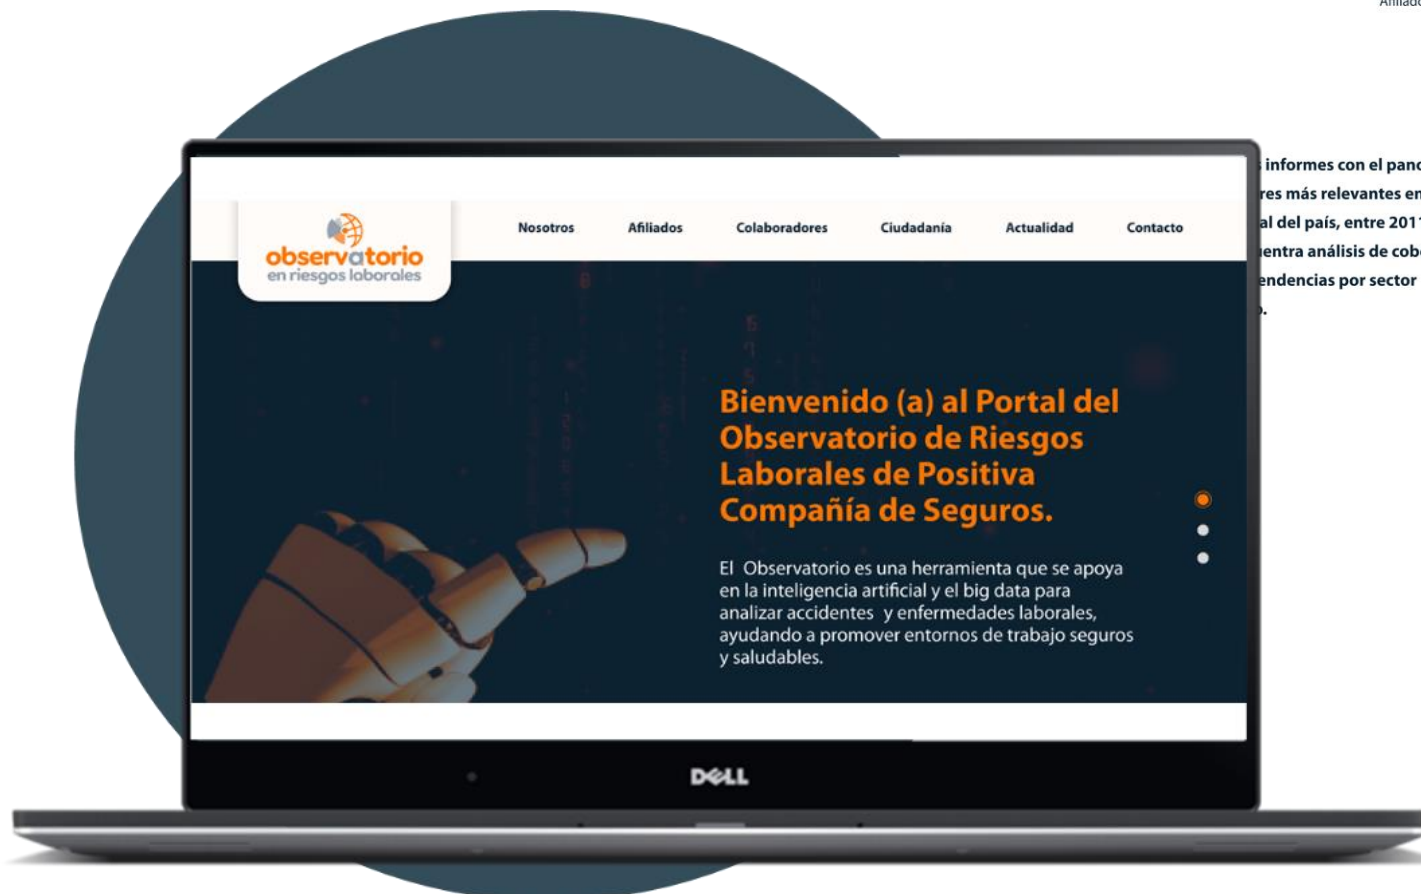 informes con el
res más relevantes en
al del país, entre 2011
entra análisis de
endencias por sector
Nosotros Afiliados Colaboradores Ciudadanía Actualidad Contacto
observatorio
en riesgos laborales
Bienvenido (a) al Portal del
Observatorio de Riesgos
Laborales de Positiva
Compañía de Seguros.
El Observatorio es una herramienta que se apoya
en la inteligencia artificial y el big data para
analizar accidentes y enfermedades laborales,
ayudando a promover entornos de trabajo seguros
y saludables.
DELL